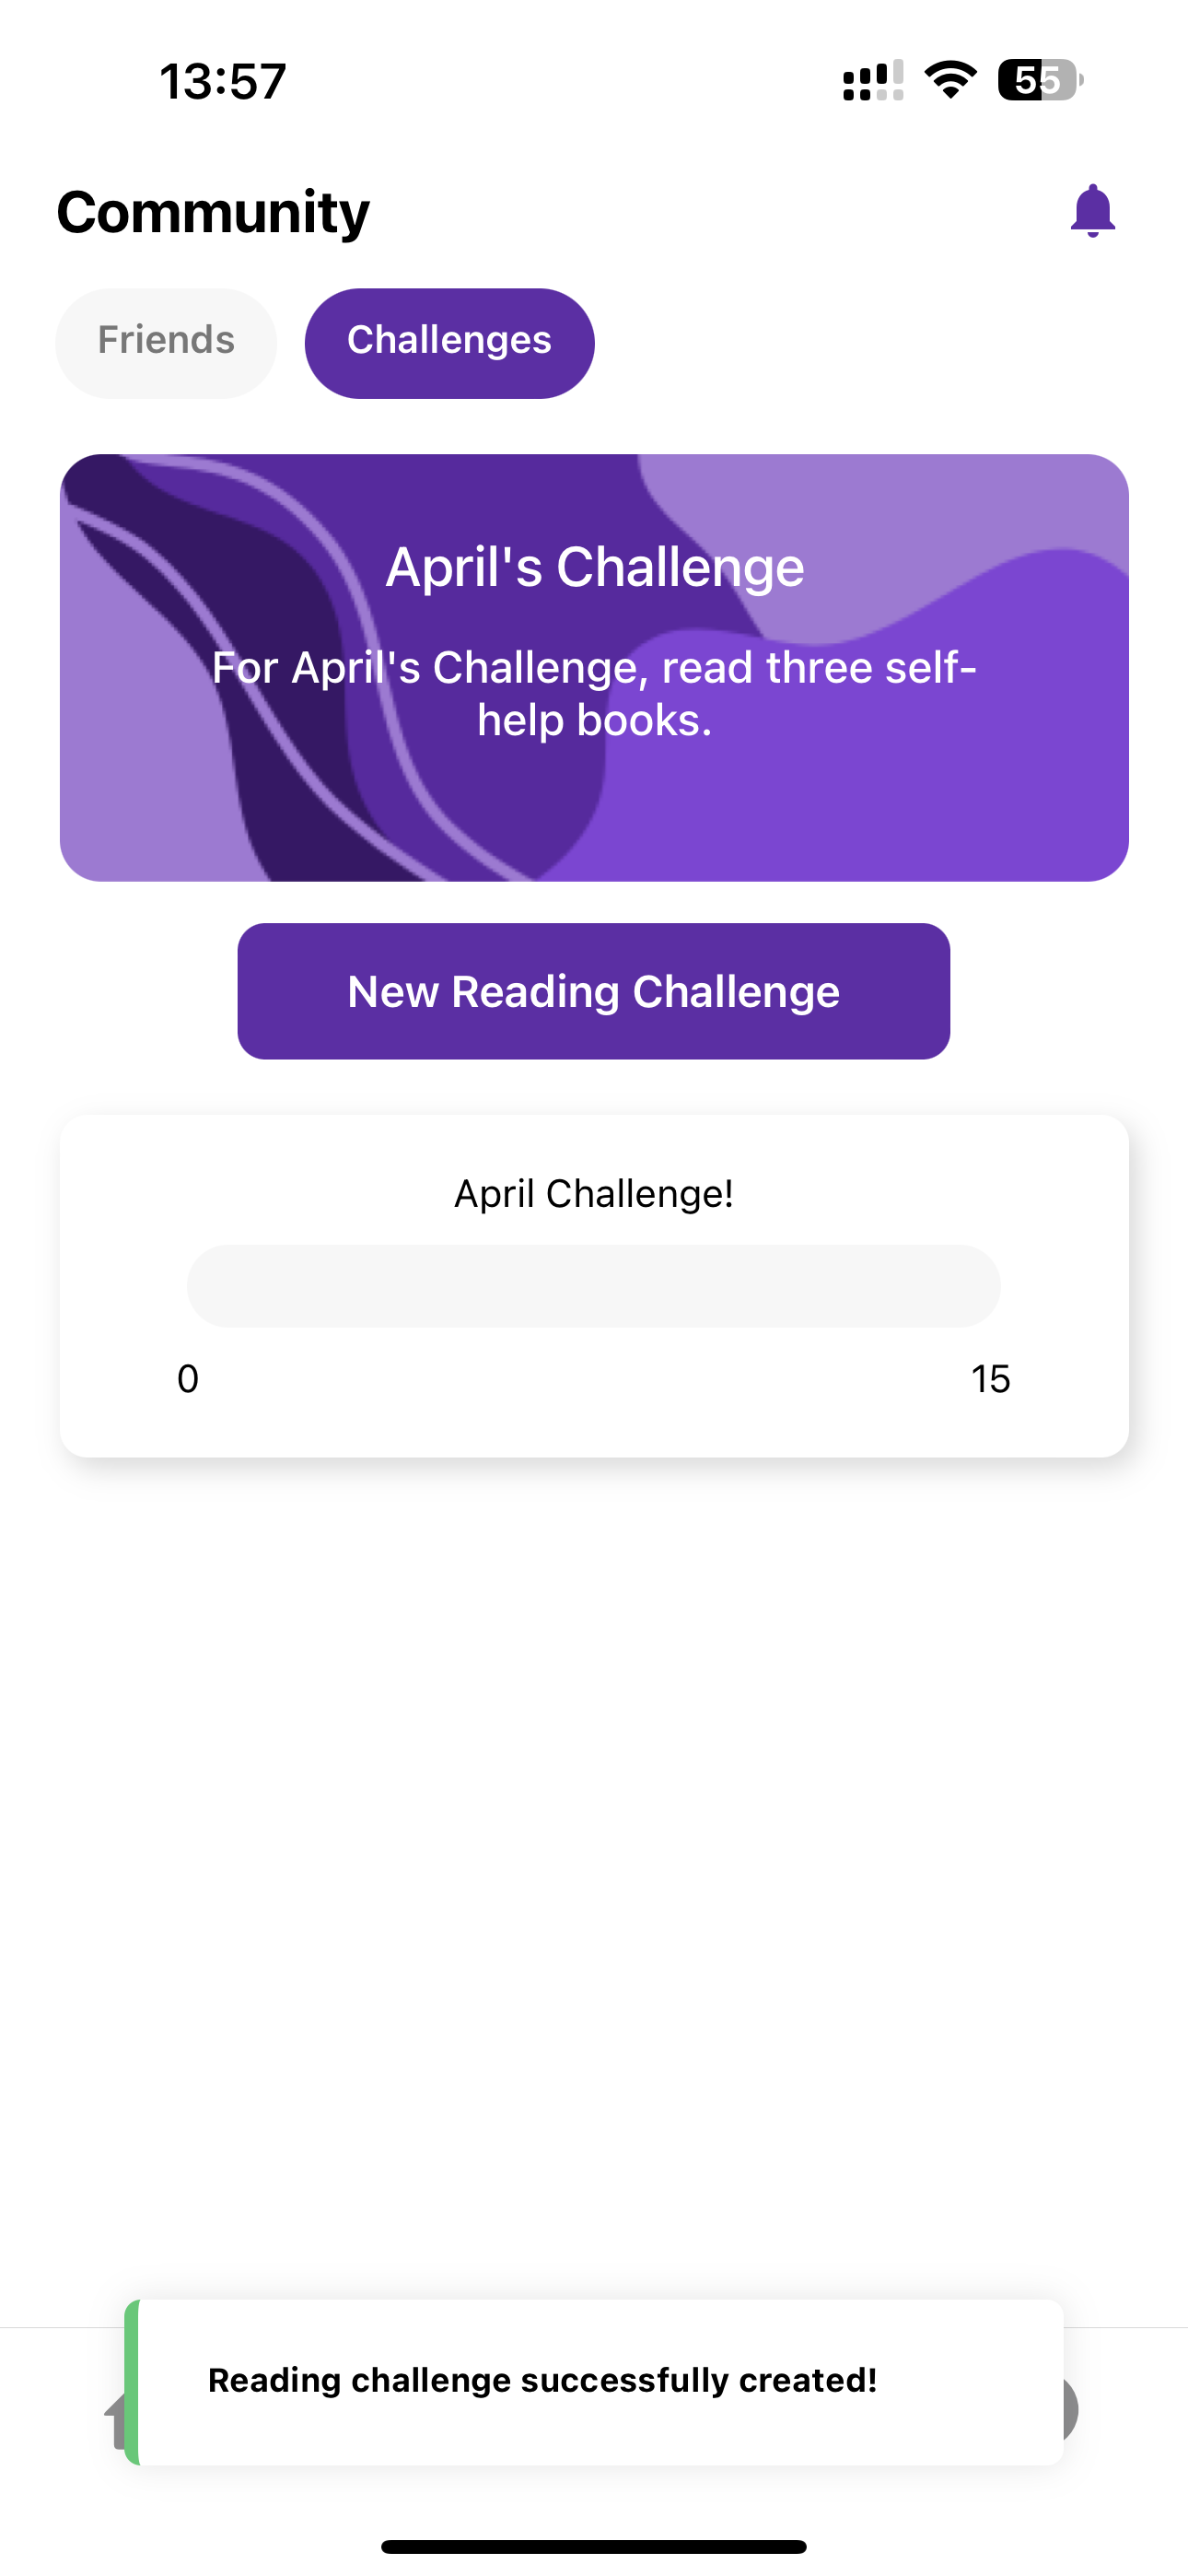 13:57
55
Community
Friends
Challenges
April's Challenge
For April's Challenge, read three self-
help books.
New Reading Challenge
April Challenge!
0
15
Reading challenge successfully created!